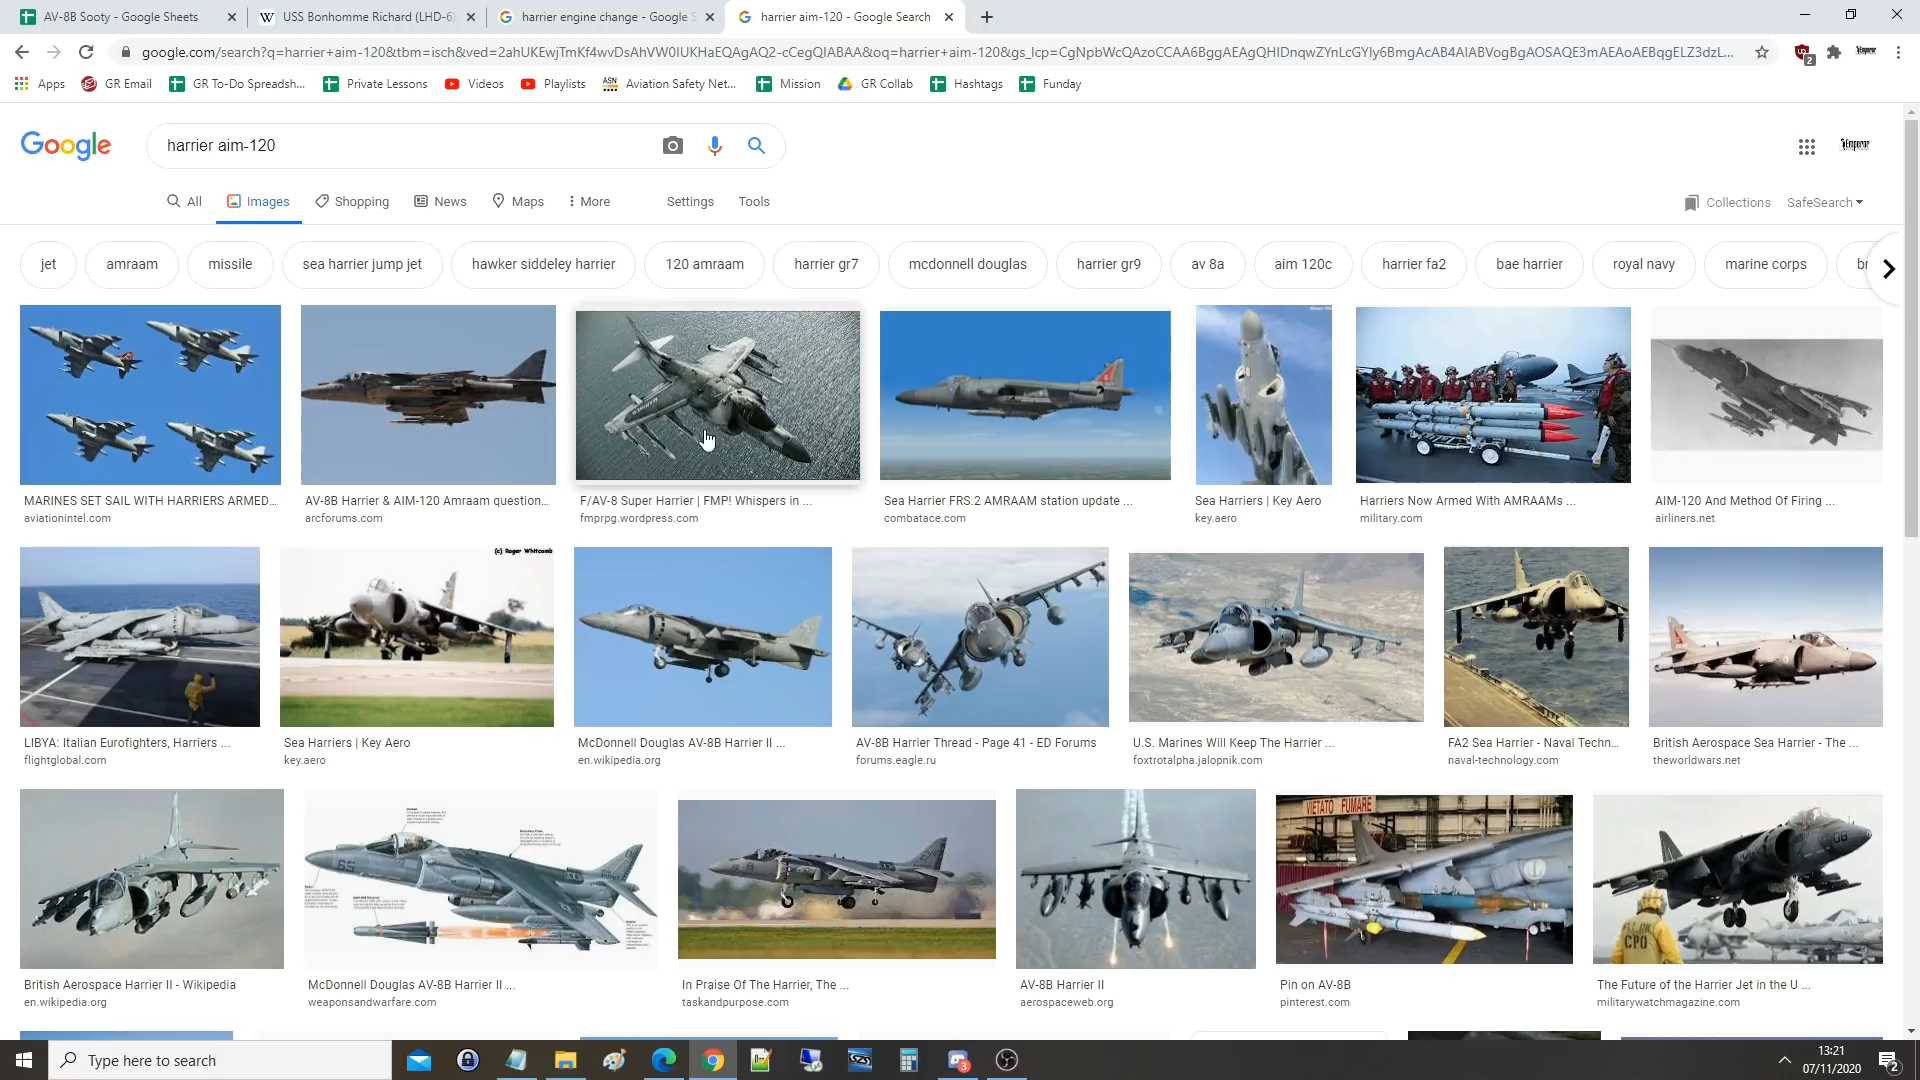 AV-8B Sooty - Google Sheets
USS Bonhomme Richard (LHD-6)
harrier engine change - Google S
harrier aim-120 - Google Search
google.com/search?q=harrier+aim-120&tbm=isch&ved=2ahUKEwjTmKf4wvDsAhVW0IUKHaEQAgAQ2-cCegQIABAA&oq=harrier+aim-120&gs_lcp=CgNpbWcQAzoCCAA6BggAEAgQHlDnqwZYnLcGYIy6BmgAcAB4AIABVogBgAOSAQE3mAEAoAEBqgELZ3dzL...
2
Apps
GR Email
GR To-Do Spreadsh...
Private Lessons
Videos
Playlists
ASN
Aviation Safety Net...
Mission
GR Collab
Hashtags
Funday
Google
harrier aim-120
All
Images
Shopping
News
Maps
More
Settings
Tools
Collections
SafeSearch
jet
amraam
missile
sea harrier jump jet
hawker siddeley harrier
120 amraam
harrier gr7
mcdonnell douglas
harrier gr9
av 8a
aim 120c
harrier fa2
bae harrier
royal navy
marine corps
br
MARINES SET SAIL WITH HARRIERS ARMED...
aviationintel.com
AV-8B Harrier & AIM-120 Amraam question...
arcforums.com
F/AV-8 Super Harrier | FMP! Whispers in ...
fmprpg.wordpress.com
Sea Harrier FRS.2 AMRAAM station update ...
combatace.com
Sea Harriers | Key Aero
key.aero
Harriers Now Armed With AMRAAMs ...
military.com
AIM-120 And Method Of Firing ...
airliners.net
(c) Roger Whitcomb
LIBYA: Italian Eurofighters, Harriers ...
flightglobal.com
Sea Harriers | Key Aero
key.aero
McDonnell Douglas AV-8B Harrier II ...
en.wikipedia.org
AV-8B Harrier Thread - Page 41 - ED Forums
forums.eagle.ru
U.S. Marines Will Keep The Harrier ...
foxtrotalpha.jalopnik.com
FA2 Sea Harrier - Naval Techn...
naval-technology.com
British Aerospace Sea Harrier - The ...
theworldwars.net
65
VIETATO FUMARE
08
CPO
British Aerospace Harrier II - Wikipedia
en.wikipedia.org
McDonnell Douglas AV-8B Harrier II ...
weaponsandwarfare.com
In Praise Of The Harrier, The ...
taskandpurpose.com
AV-8B Harrier II
aerospaceweb.org
Pin on AV-8B
pinterest.com
The Future of the Harrier Jet in the U ...
militarywatchmagazine.com
Type here to search
3
13:21
07/11/2020
2